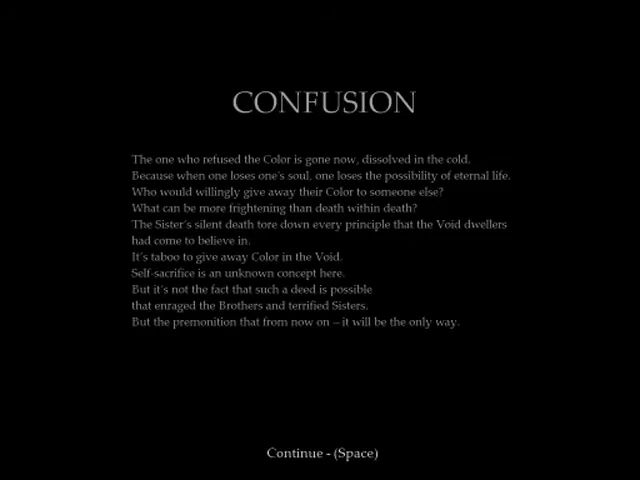 CONFUSION
The one who refused the Color is gone now, dissolved in the cold.
Because when one loses one's soul, one loses the possibility of eternal life.
Who would willingly give away their Color to someone else?
What can be more frightening than death within death?
The Sister's silent death tore down every principle that the Void dwellers
had come to believe in.
It's taboo to give away Color in the Void.
Self-sacrifice is an unknown concept here.
But it's not the fact that such a deed is possible
that enraged the Brothers and terrified Sisters.
But the premonition that from now on – it will be the only way.
Continue - (Space)